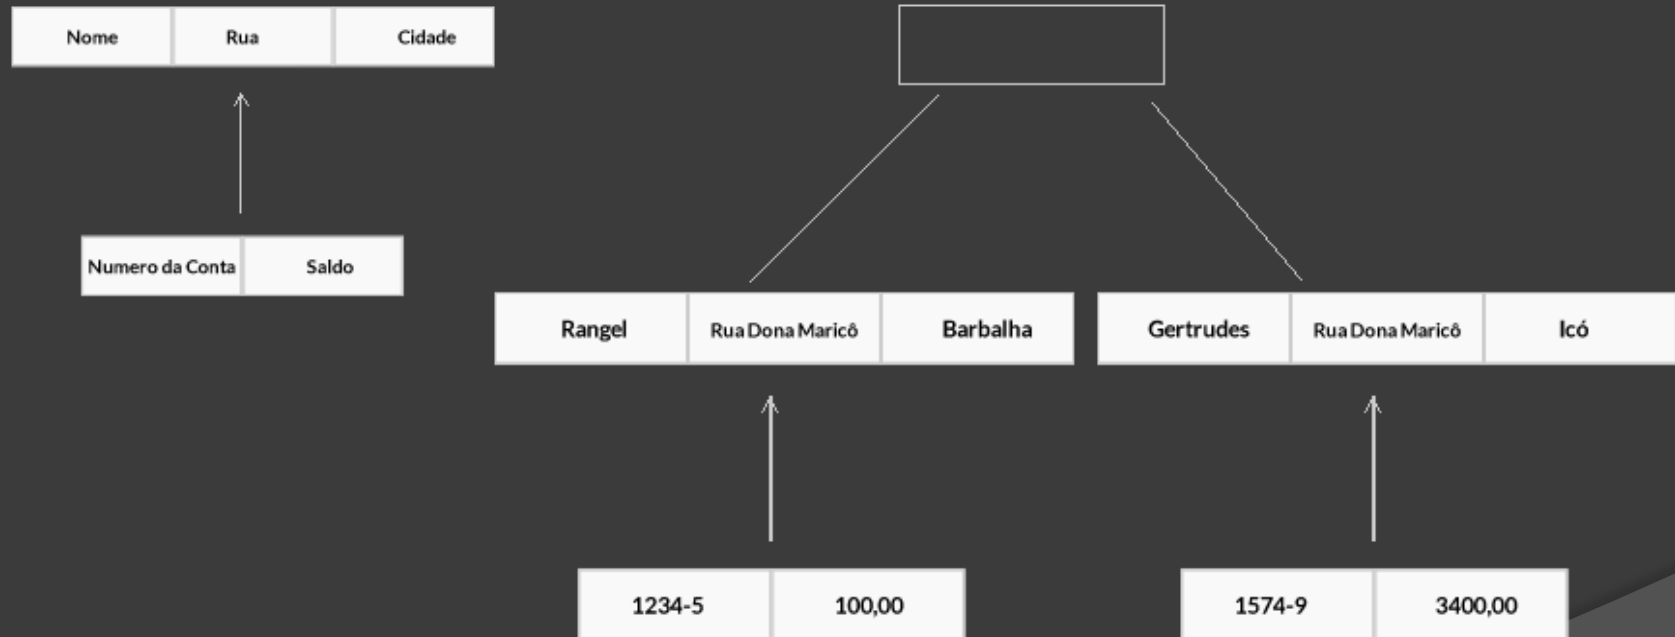 Nome Rua Cidade
Numero da Conta Saldo
Rangel Rua Dona Maricô Barbalha
Gertrudes Rua Dona Maricô Icó
1234-5 100,00
1574-9 3400,00